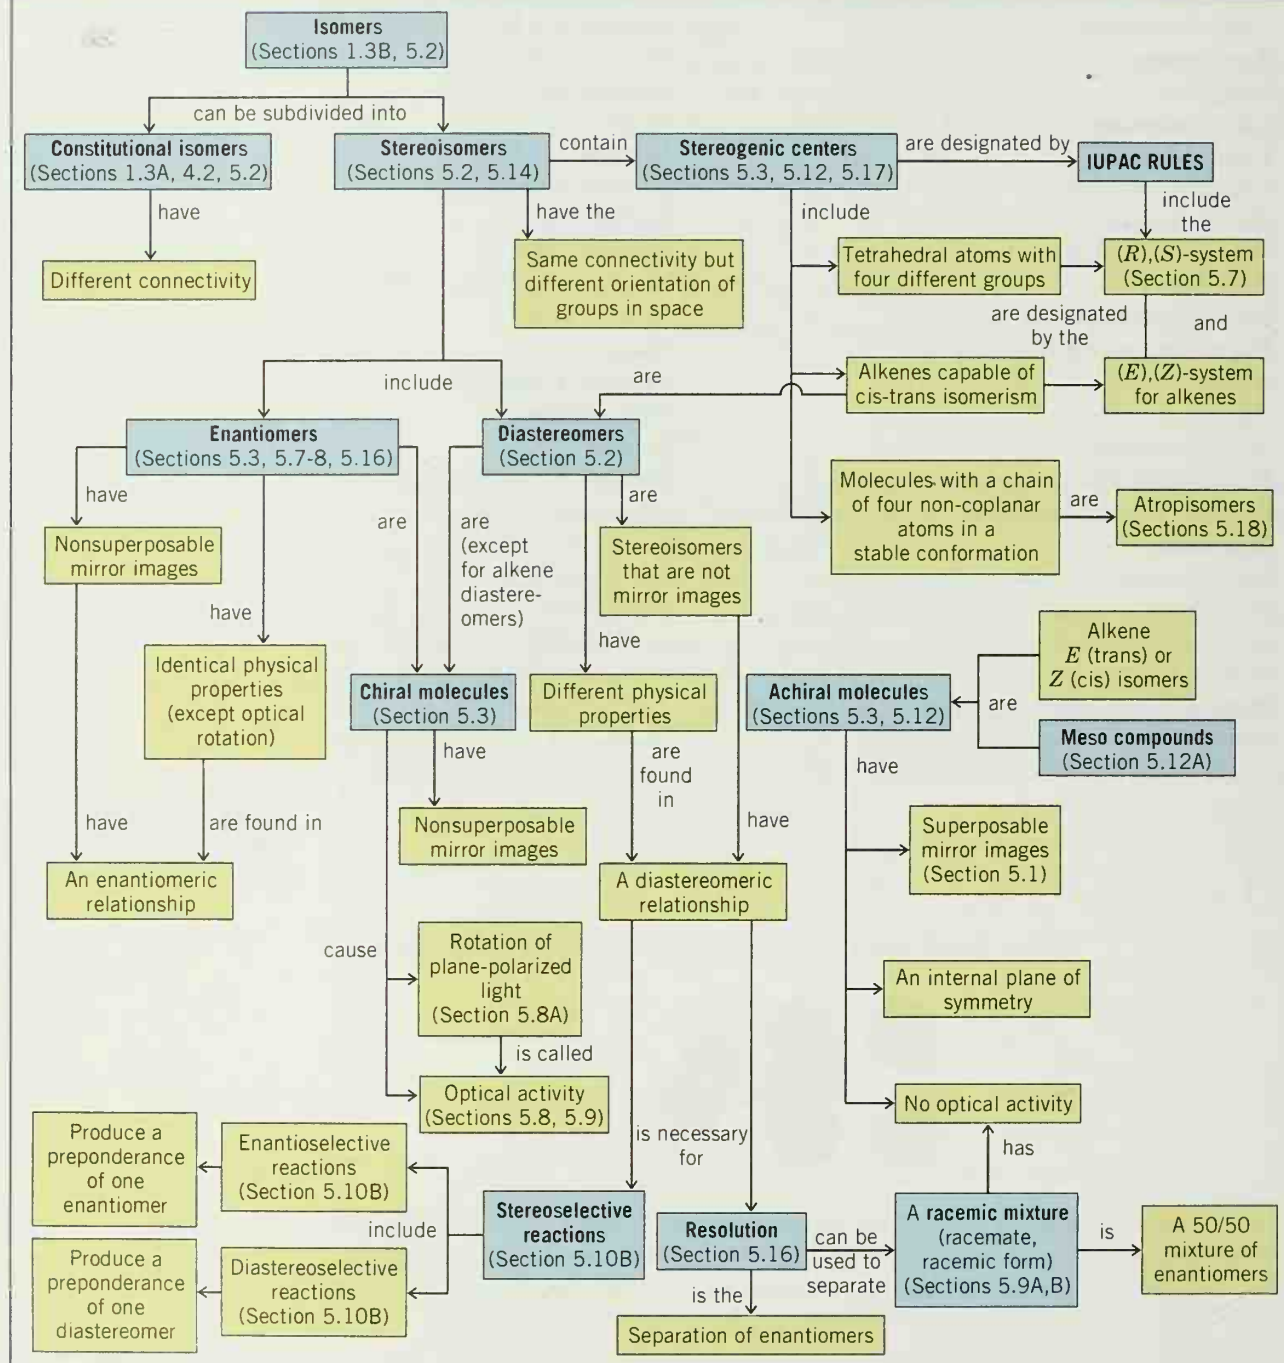 Isomers
(Sections 1.3B, 5.2)
can be subdivided into
Constitutional isomers
(Sections 1.3A, 4.2, 5.2)
Stereoisomers
(Sections 5.2, 5.14)
contain
Stereogenic centers
(Sections 5.3, 5.12, 5.17)
are designated by
IUPAC RULES
have
have the
include
include
the
Different connectivity
Same connectivity but
different orientation of
groups in space
Tetrahedral atoms with
four different groups
(R),(S)-system
(Section 5.7)
are designated
by the
and
include
are
Alkenes capable of
cis-trans isomerism
(E),(Z)-system
for alkenes
Enantiomers
(Sections 5.3, 5.7-8, 5.16)
Diastereomers
(Section 5.2)
have
are
are
(except
for alkene
diastere-
omers)
are
Molecules with a chain
of four non-coplanar
atoms in a
stable conformation
are
Atropisomers
(Sections 5.18)
Nonsuperposable
mirror images
Stereoisomers
that are not
mirror images
have
have
Identical physical
properties
(except optical
rotation)
Chiral molecules
(Section 5.3)
Different physical
properties
Achiral molecules
(Sections 5.3, 5.12)
are
Alkene
E (trans) or
Z (cis) isomers
Meso compounds
(Section 5.12A)
have
are
found
in
have
have
are found in
have
Nonsuperposable
mirror images
Superposable
mirror images
(Section 5.1)
An enantiomeric
relationship
A diastereomeric
relationship
cause
Rotation of
plane-polarized
light
(Section 5.8A)
An internal plane of
symmetry
is called
Optical activity
(Sections 5.8, 5.9)
No optical activity
is necessary
for
has
Produce a
preponderance
of one
enantiomer
Enantioselective
reactions
(Section 5.10B)
include
Stereoselective
reactions
(Section 5.10B)
Resolution
(Section 5.16)
can be
used to
separate
A racemic mixture
(racemate,
racemic form)
(Sections 5.9A,B)
is
A 50/50
mixture of
enantiomers
Produce a
preponderance
of one
diastereomer
Diastereoselective
reactions
(Section 5.10B)
is the
Separation of enantiomers